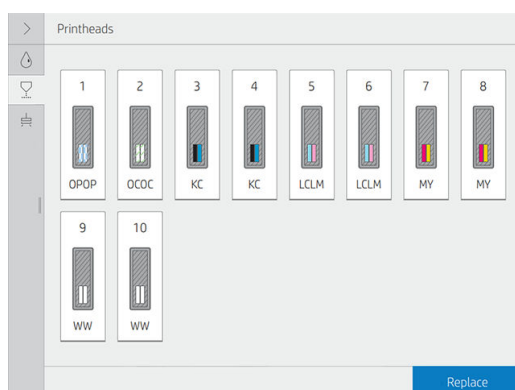 Printheads
1 2 3 4 5 6 7 8
OPOP OCOC KC KC LCLM LCLM MY MY
9 10
WW WW
Replace